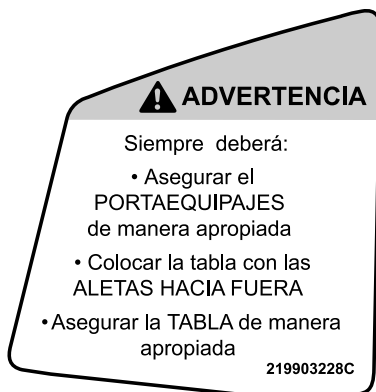 ADVERTENCIA
Siempre deberá:
• Asegurar el
PORTAEQUIPAJES
de manera apropiada
• Colocar la tabla con las
ALETAS HACIA FUERA
• Asegurar la TABLA de manera
apropiada
219903228C